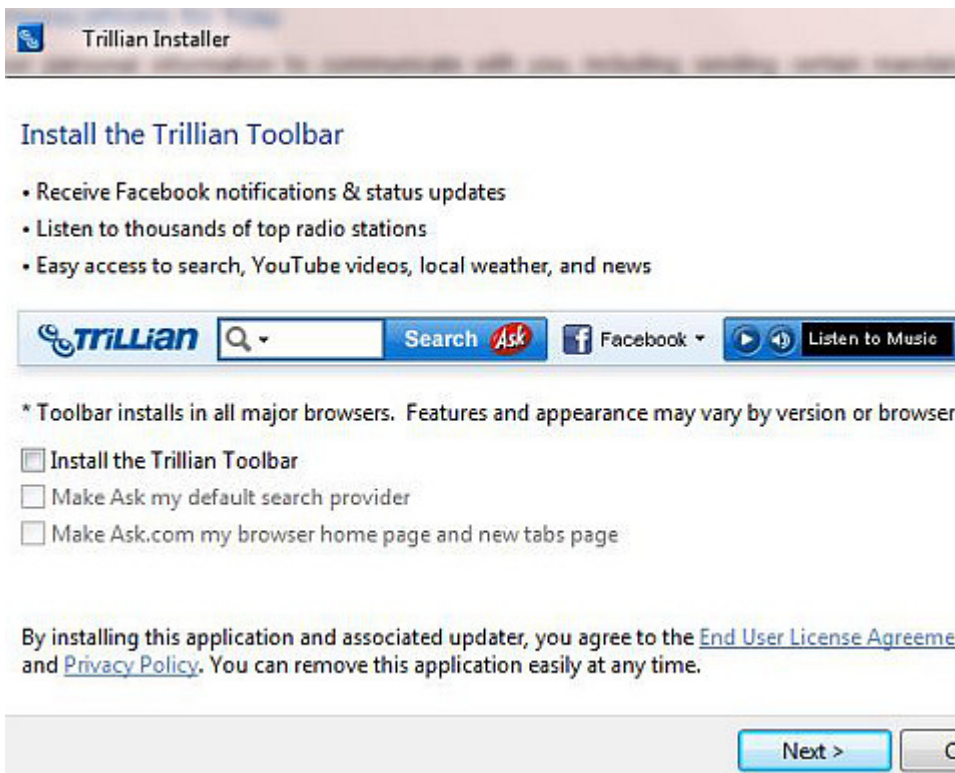 Trillian Installer
Install the Trillian Toolbar
• Receive Facebook notifications & status updates
• Listen to thousands of top radio stations
• Easy access to search, YouTube videos, local weather, and news
TRiLLiaN Search Ask Facebook Listen to Music
* Toolbar installs in all major browsers. Features and appearance may vary by version or browser
Install the Trillian Toolbar
Make Ask my default search provider
Make Ask.com my browser home page and new tabs page
By installing this application and associated updater, you agree to the End User License Agreeme
and Privacy Policy. You can remove this application easily at any time.
Next >